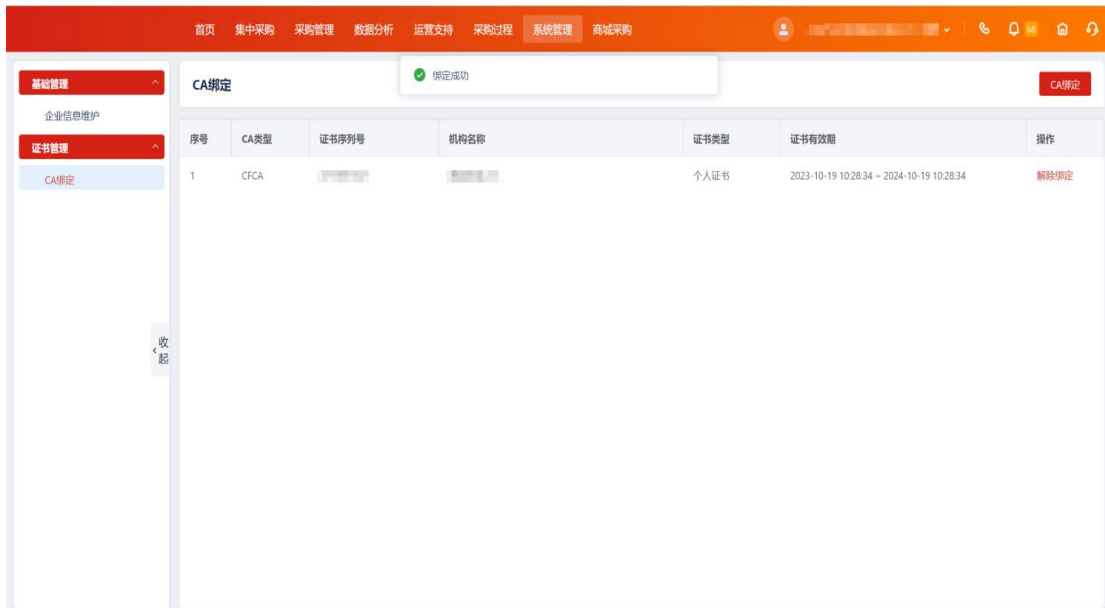 首页 集中采购 采购管理 数据分析 运营支持 采购过程 系统管理 商城采购 68
基础管理
企业信息维护
证书管理
CA绑定
收起
CA绑定
绑定成功
CA绑定
序号 CA类型 证书序列号 机构名称 证书类型 证书有效期 操作
1 CFCA 个人证书 2023-10-19 10:28:34 ~ 2024-10-19 10:28:34 解除绑定